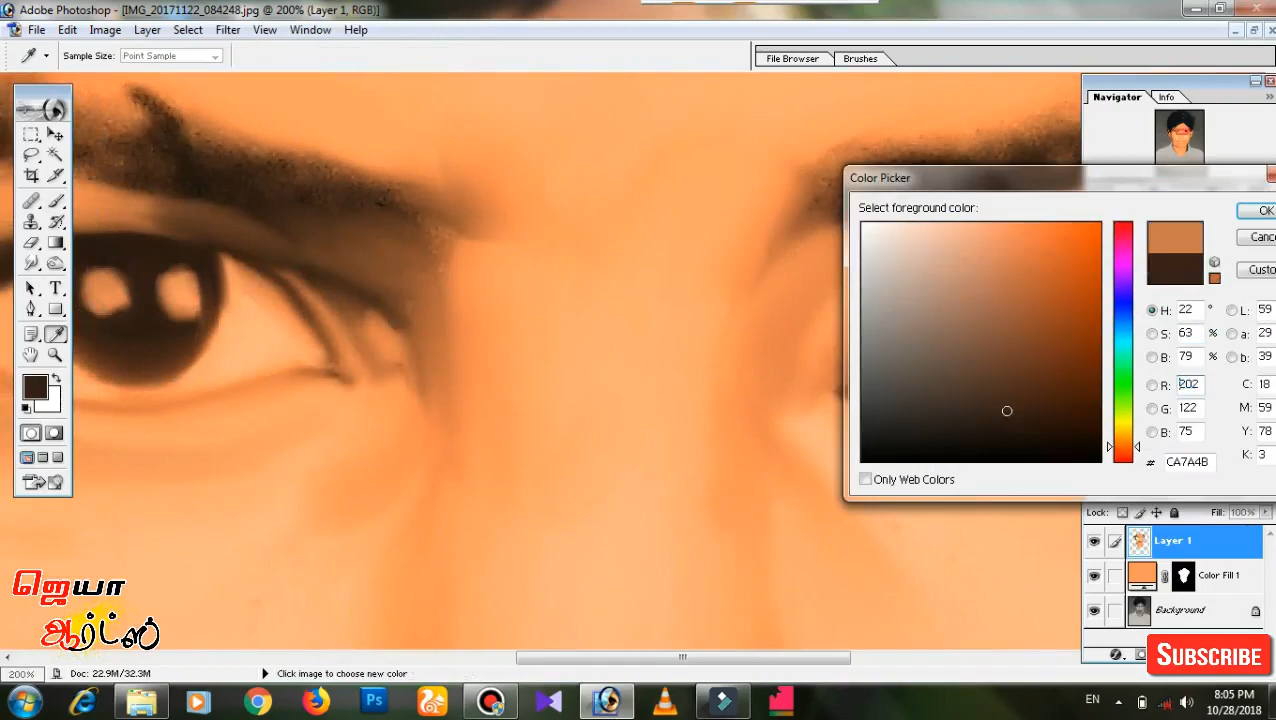 Adobe Photoshop - [IMG_20171122_084248.jpg @ 200% (Layer 1, RGB)]
File Edit Image Layer Select Filter View Window Help
Sample Size: Point Sample
File Browser Brushes
Navigator Info
Color Picker
Select foreground color:
OK
Cance
Custo
H: 22 ° L: 59
S: 63 % a: 29
B: 79 % b: 39
R: 202 C: 18
G: 122 M: 59
B: 75 Y: 78
# CA7A4B K: 3
Only Web Colors
Lock: Fill: 100%
Layer 1
Color Fill 1
Background
ஜெயா
ஆர்ட்ஸ்
SUBSCRIBE
200% Doc: 22.9M/32.3M Click image to choose new color
Ps
EN 8:05 PM
10/28/2018